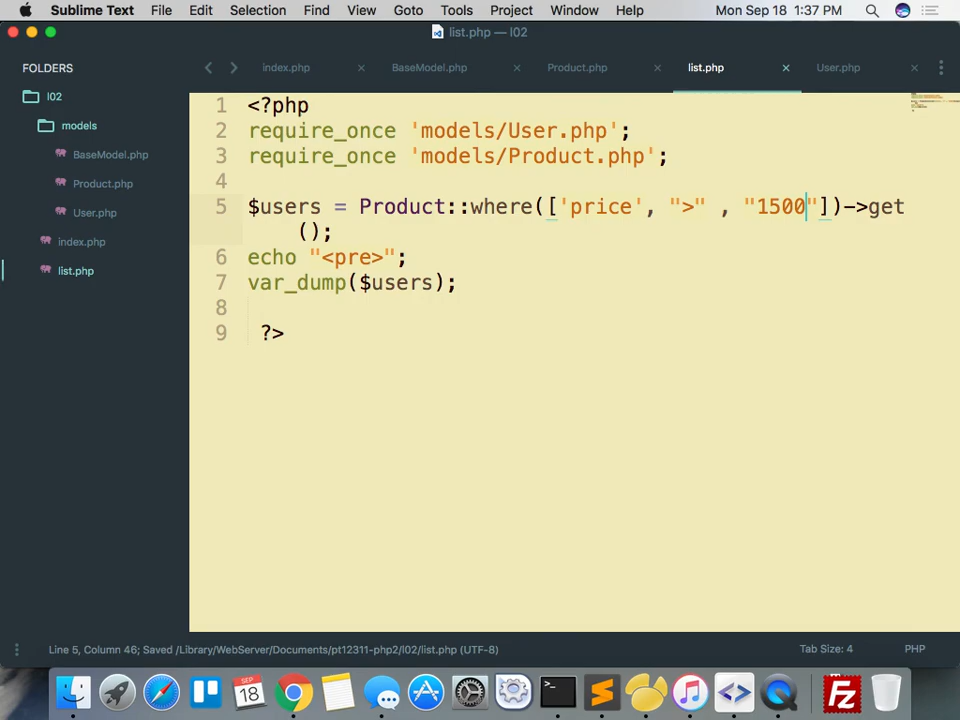 Sublime Text File Edit Selection Find View Goto Tools Project Window Help Mon Sep 18 1:37 PM
list.php — l02
FOLDERS
l02
models
BaseModel.php
Product.php
User.php
index.php
list.php
index.php BaseModel.php Product.php list.php User.php
1 <?php
2 require_once 'models/User.php';
3 require_once 'models/Product.php';
4
5 $users = Product::where(['price', ">" , "1500"])->get
();
6 echo "<pre>";
7 var_dump($users);
8
9 ?>
Line 5, Column 46; Saved /Library/WebServer/Documents/pt12311-php2/l02/list.php (UTF-8) Tab Size: 4 PHP
SEP
18
>_
Fz